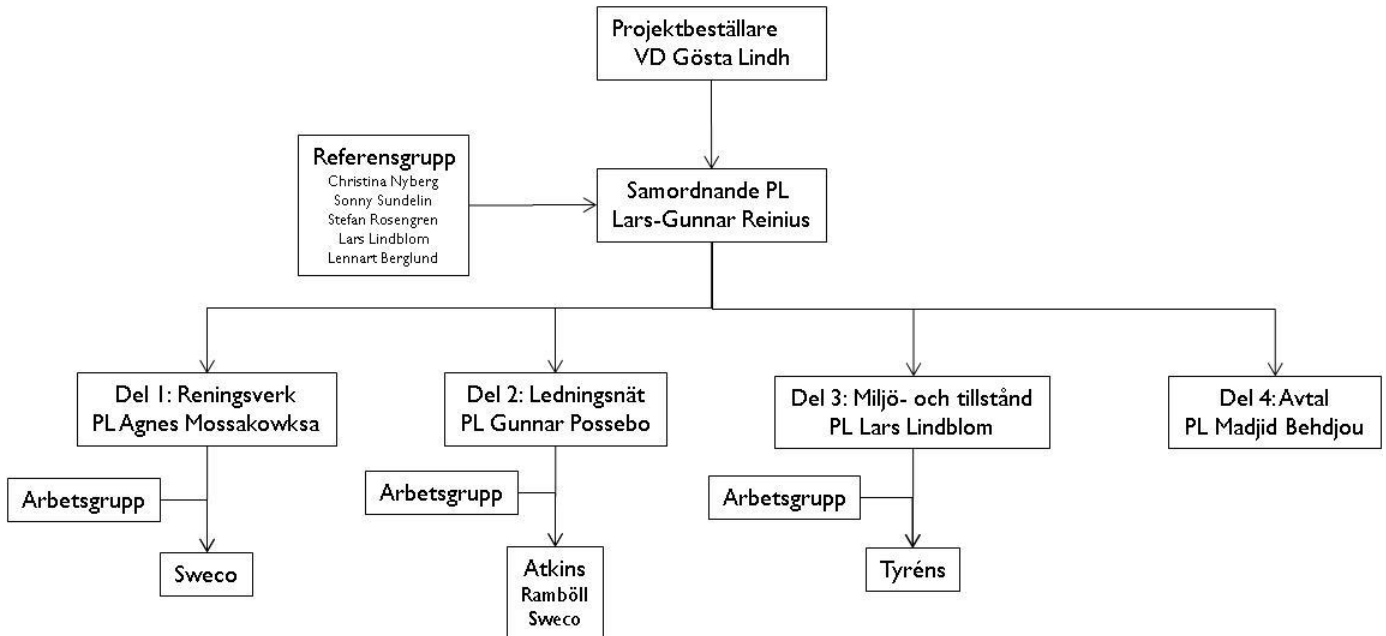 Projektbeställare
VD Gösta Lindh
Referensgrupp
Christina Nyberg
Sonny Sundelin
Stefan Rosengren
Lars Lindblom
Lennart Berglund
Samordnande PL
Lars-Gunnar Reinius
Del 1: Reningsverk
PL Agnes Mossakowksa
Del 2: Ledningsnät
PL Gunnar Possebo
Del 3: Miljö- och tillstånd
PL Lars Lindblom
Del 4: Avtal
PL Madjid Behdjou
Arbetsgrupp
Arbetsgrupp
Arbetsgrupp
Sweco
Atkins
Ramböll
Sweco
Tyréns